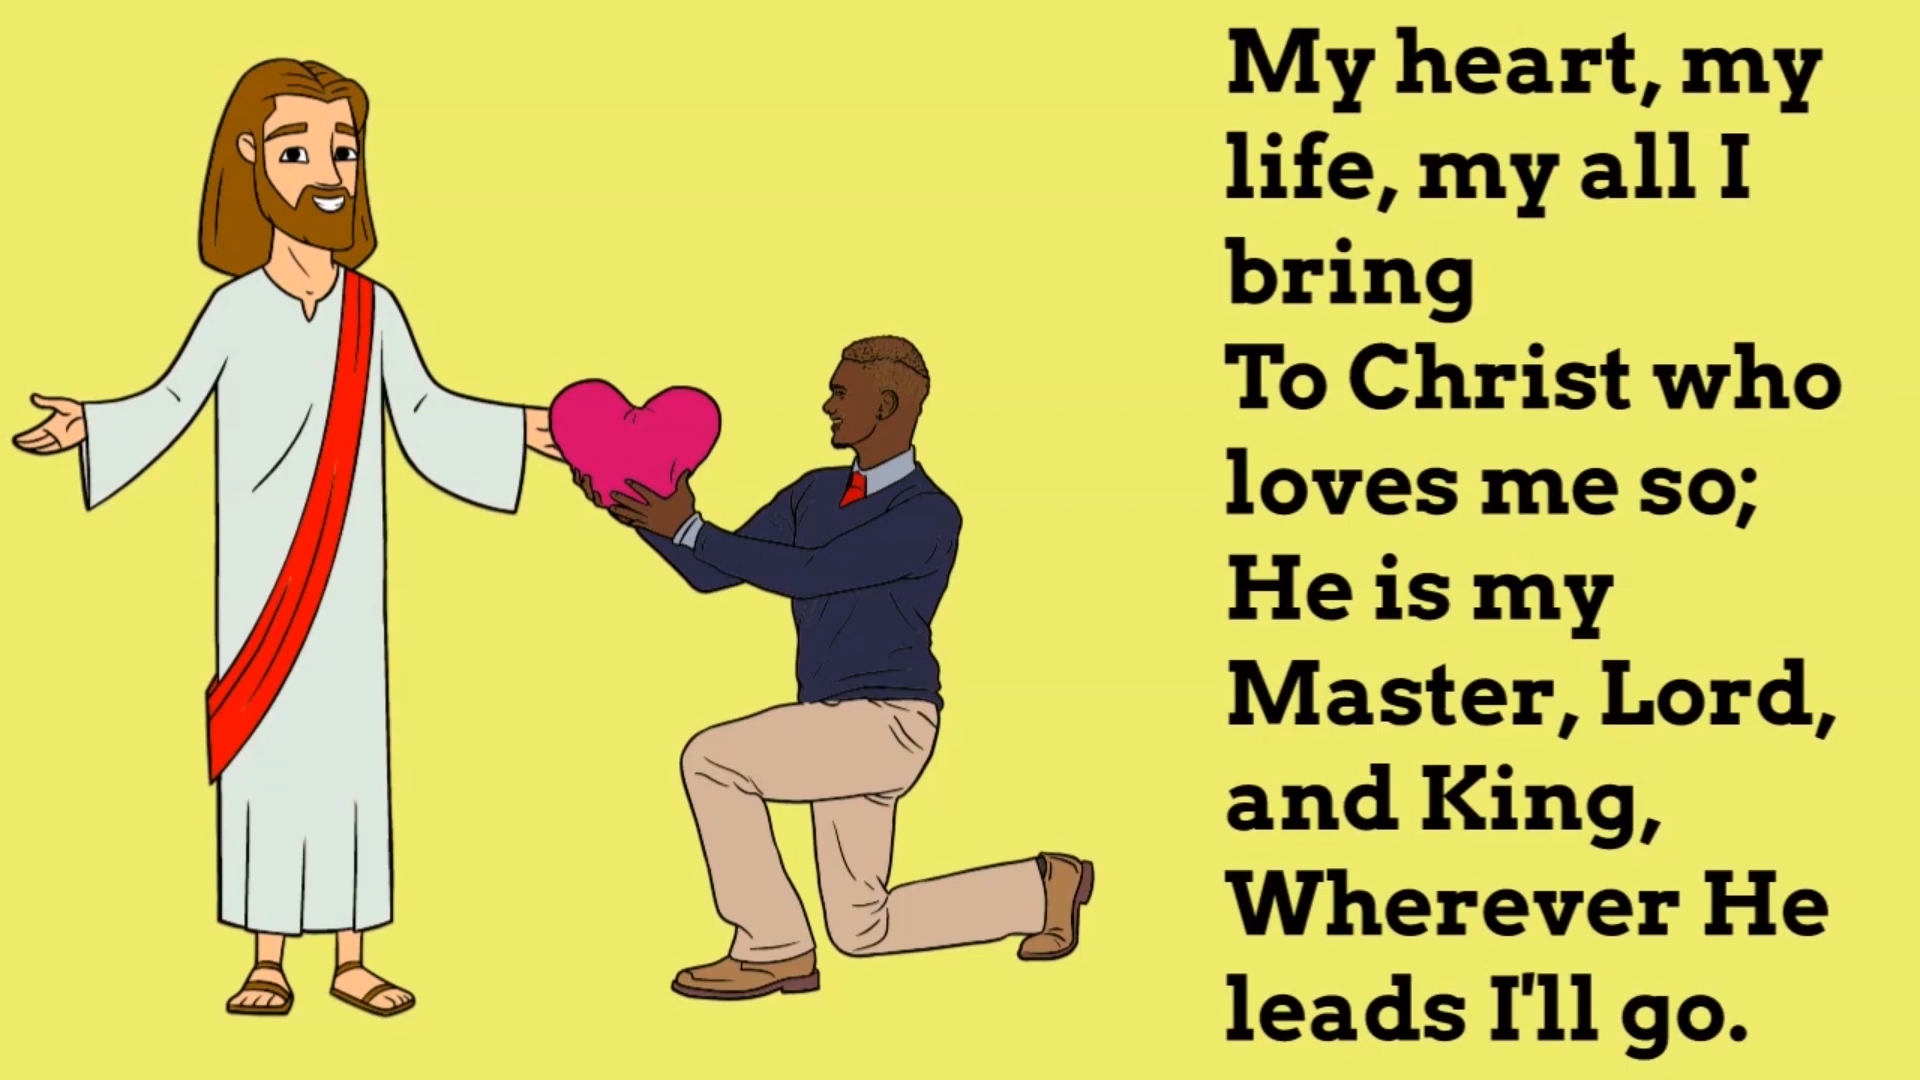 My heart, my
life, my all I
bring
To Christ who
loves me so;
He is my
Master, Lord,
and King,
Wherever He
leads I'll go.